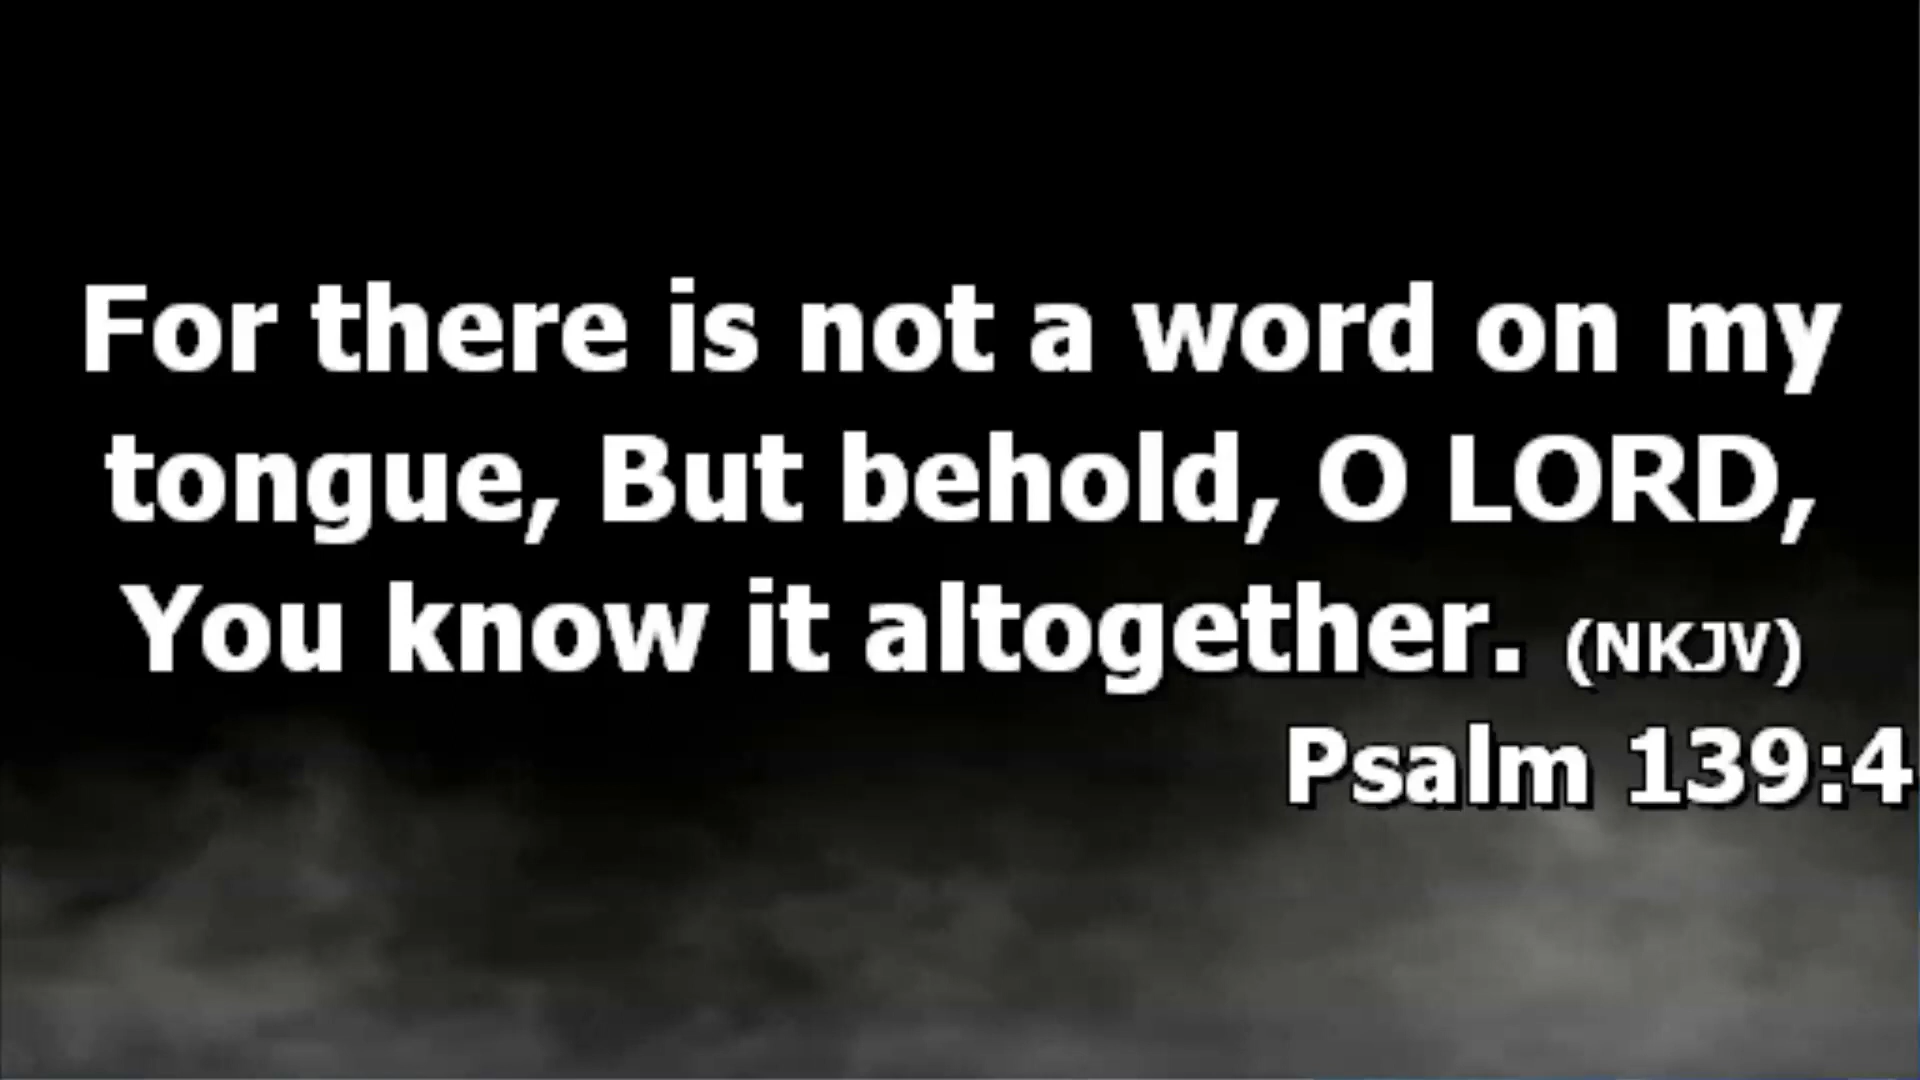 For there is not a word on my
tongue, But behold, O LORD,
You know it altogether. (NKJV)
Psalm 139:4